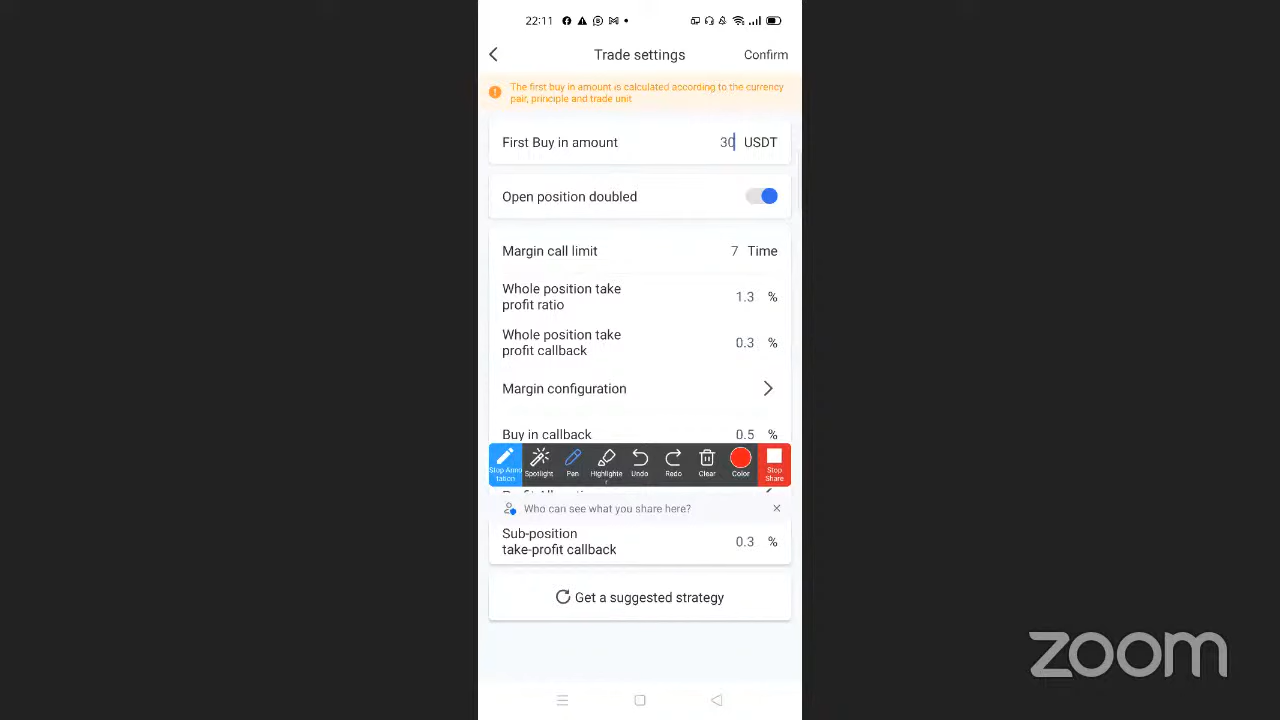 22:11
Trade settings
Confirm
The first buy in amount is calculated according to the currency
pair, principle and trade unit
First Buy in amount 30 USDT
Open position doubled
Margin call limit 7 Time
Whole position take
profit ratio
1.3 %
Whole position take
profit callback
0.3 %
Margin configuration
Buy in callback 0.5 %
Stop Anno
tation
Spotlight
Pen
Highlighte
r
Undo
Redo
Clear
Color
Stop
Share
Who can see what you share here?
Sub-position
take-profit callback
0.3 %
Get a suggested strategy
zoom